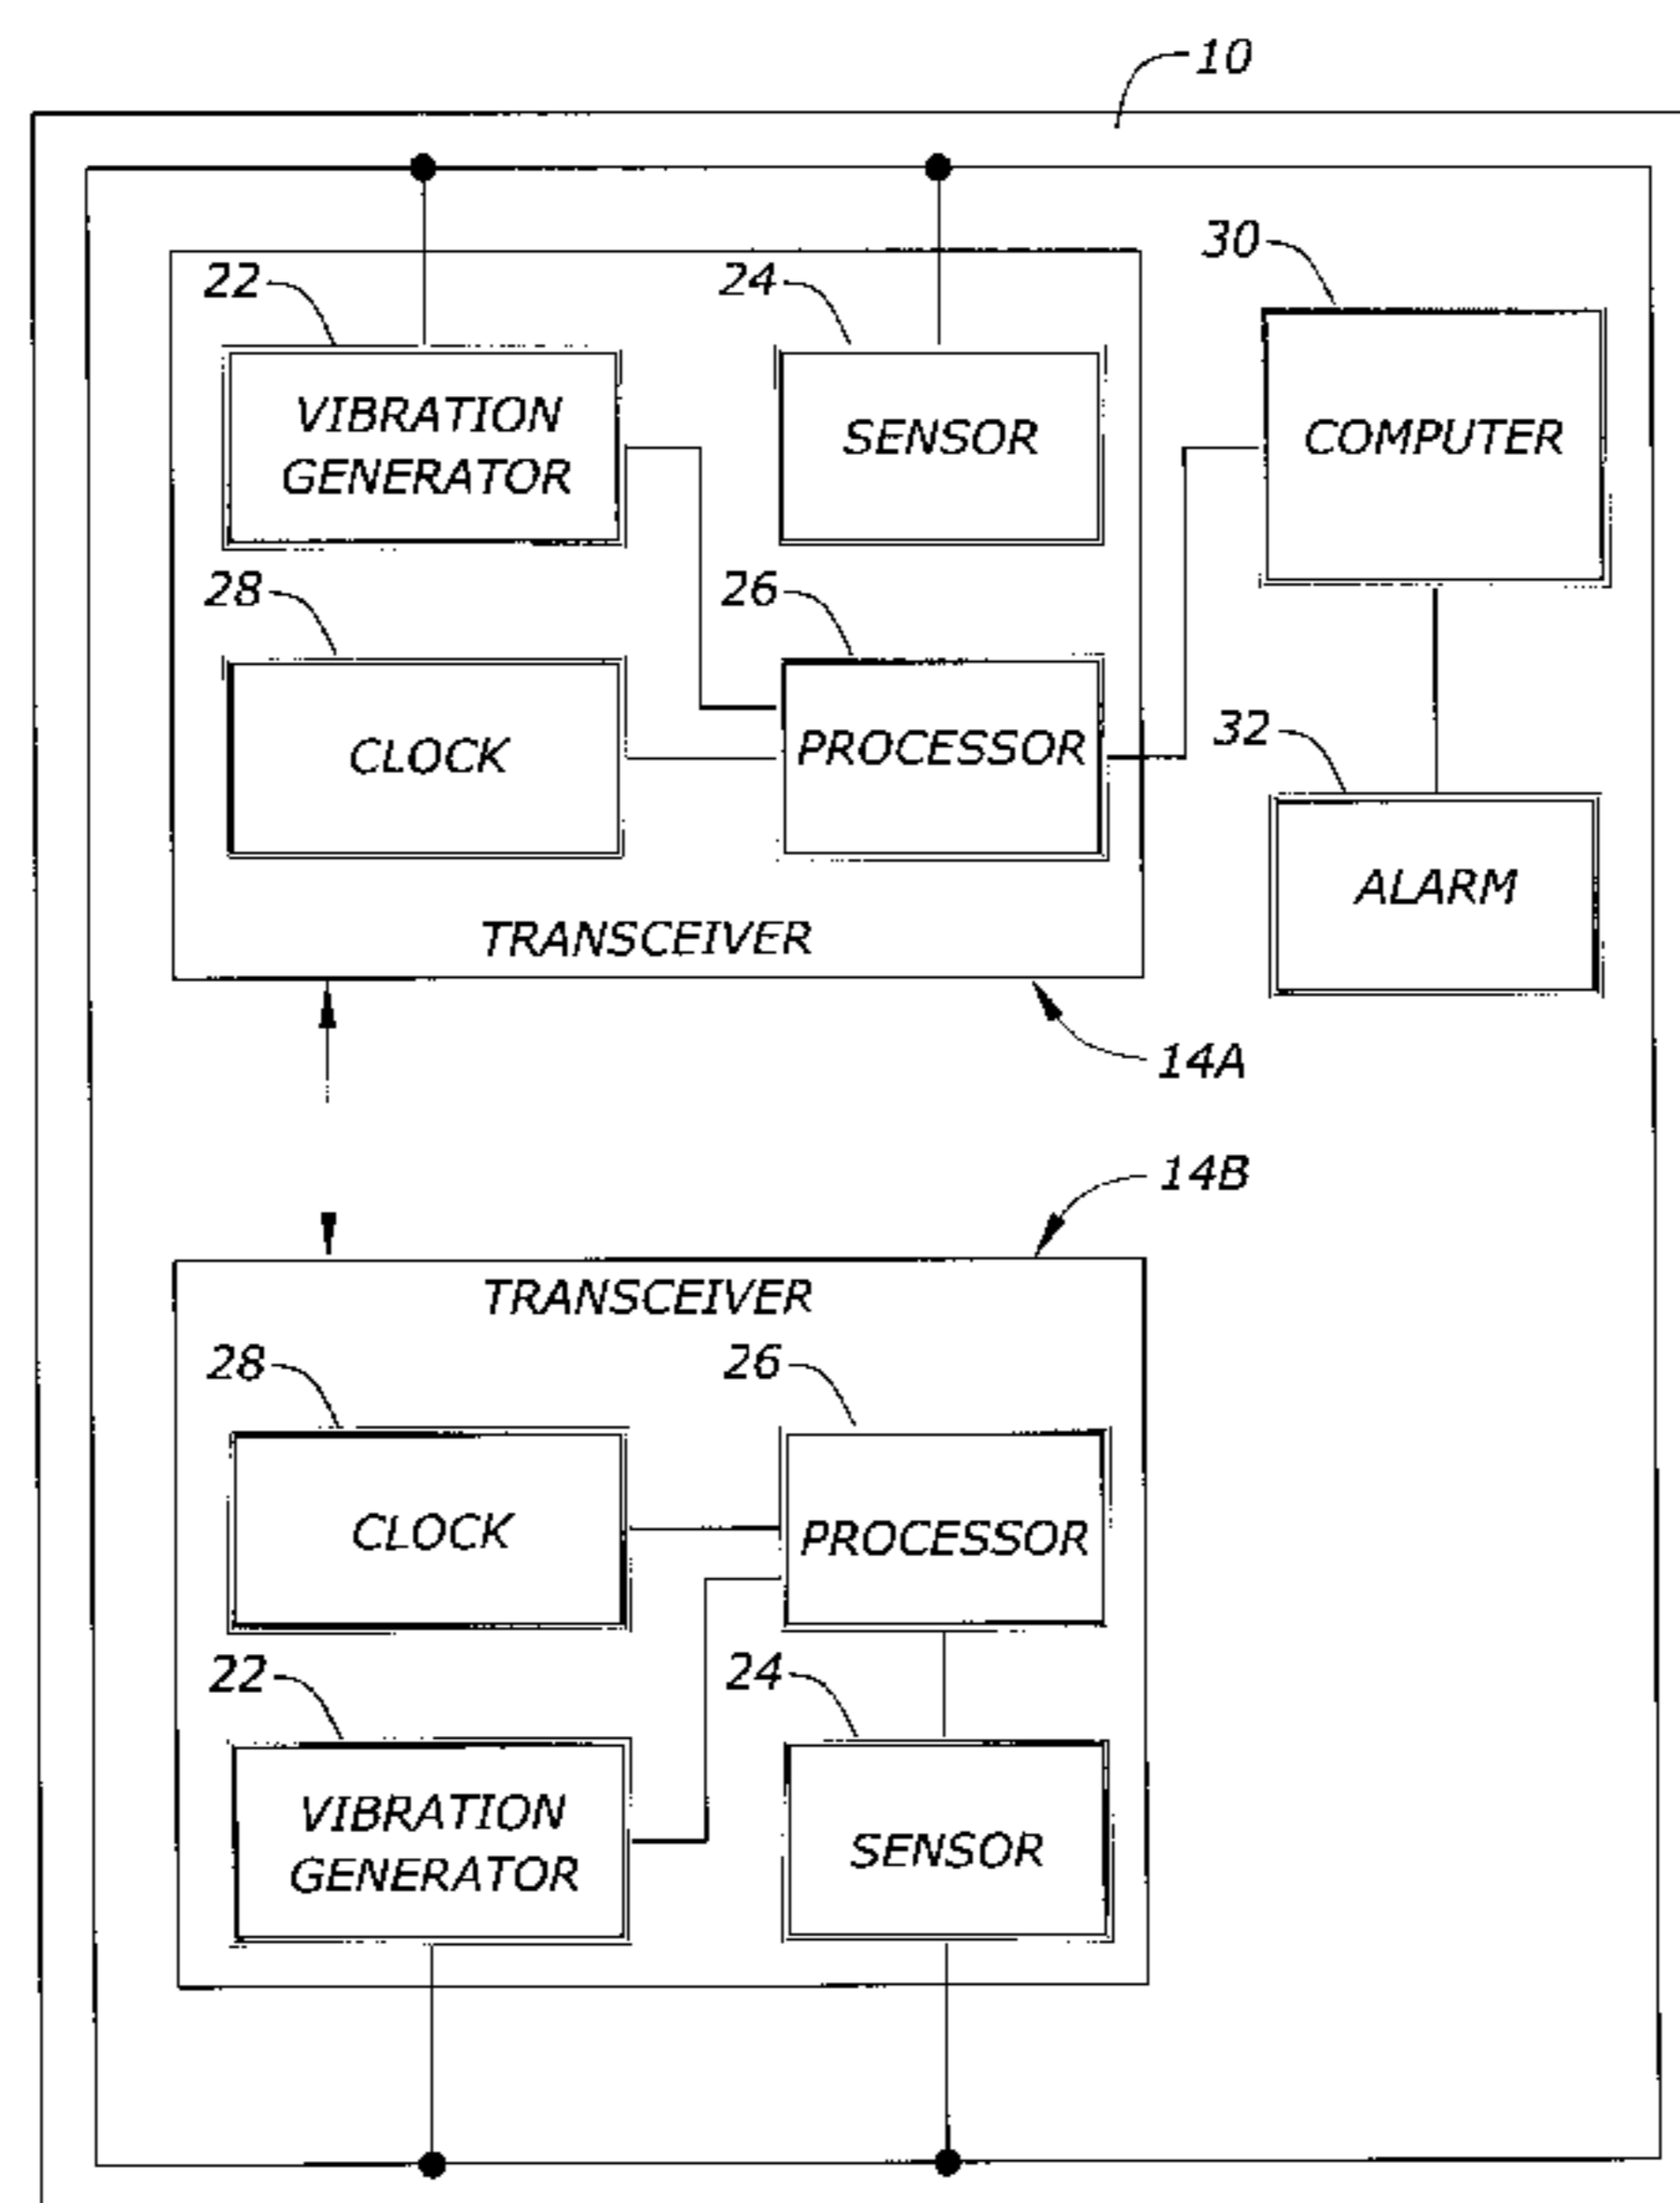 10
30
22
24
VIBRATION
GENERATOR
SENSOR
COMPUTER
28
26
32
CLOCK
PROCESSOR
ALARM
TRANSCEIVER
14A
14B
TRANSCEIVER
28
26
CLOCK
PROCESSOR
22
24
VIBRATION
GENERATOR
SENSOR